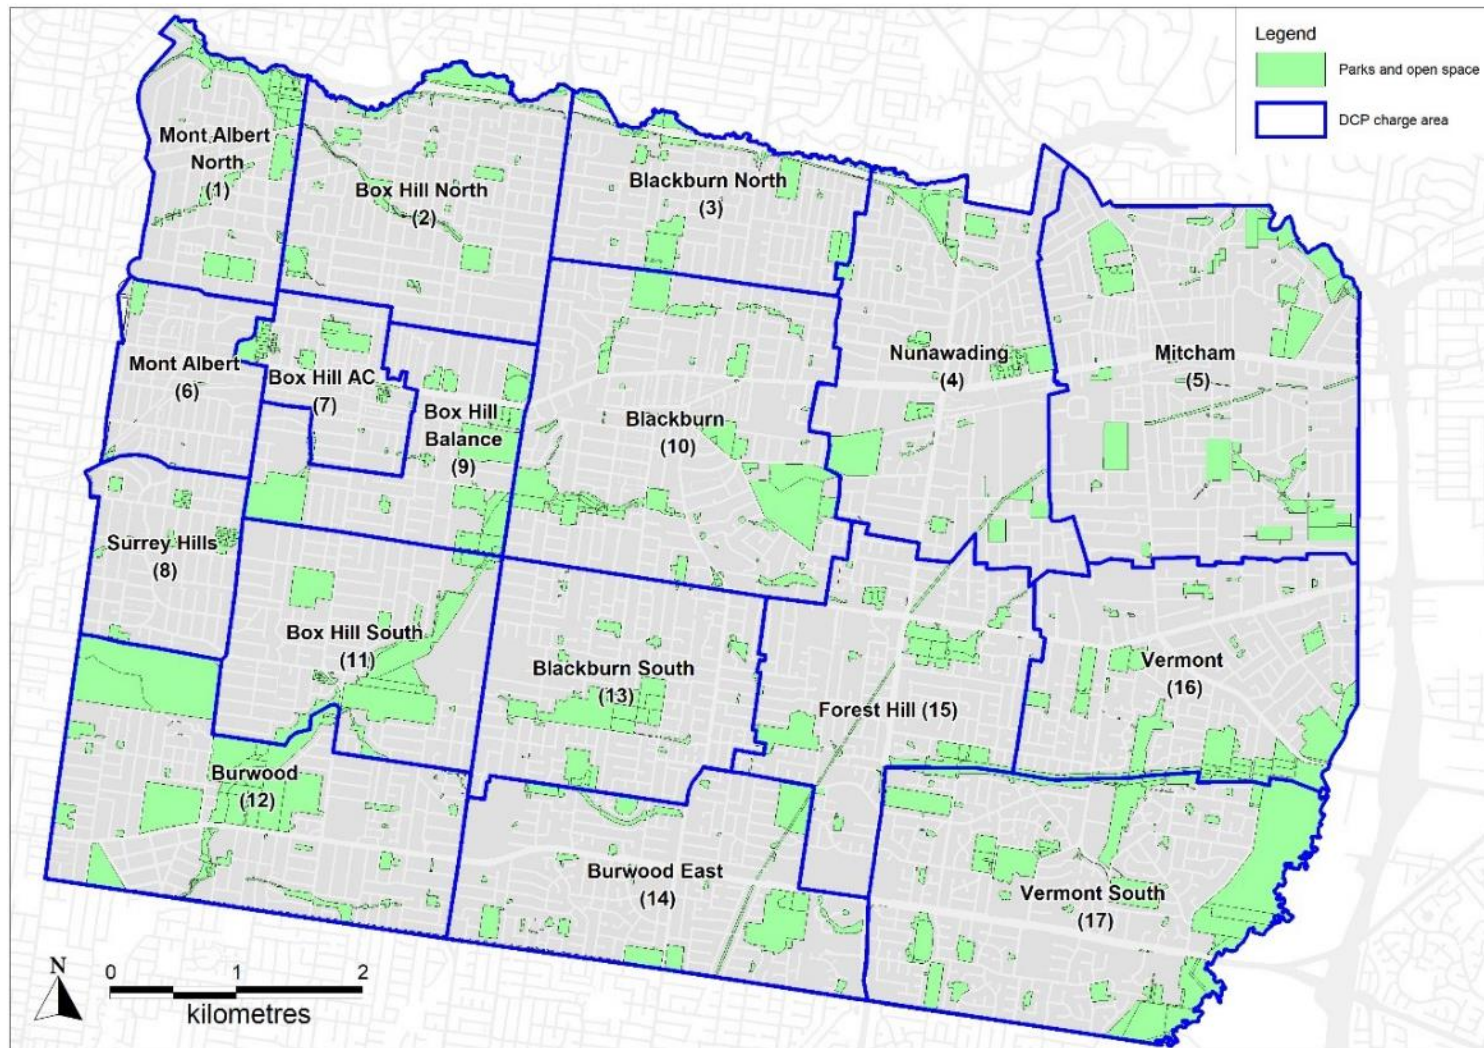 Legend
Parks and open space
DCP charge area
Mont Albert
North
(1)
Box Hill North
(2)
Blackburn North
(3)
Nunawading
(4)
Mitcham
(5)
Mont Albert
(6)
Box Hill AC
(7)
Box Hill
Balance
(9)
Blackburn
(10)
Surrey Hills
(8)
Box Hill South
(11)
Blackburn South
(13)
Forest Hill (15)
Vermont
(16)
Burwood
(12)
Burwood East
(14)
Vermont South
(17)
N
0 1 2
kilometres